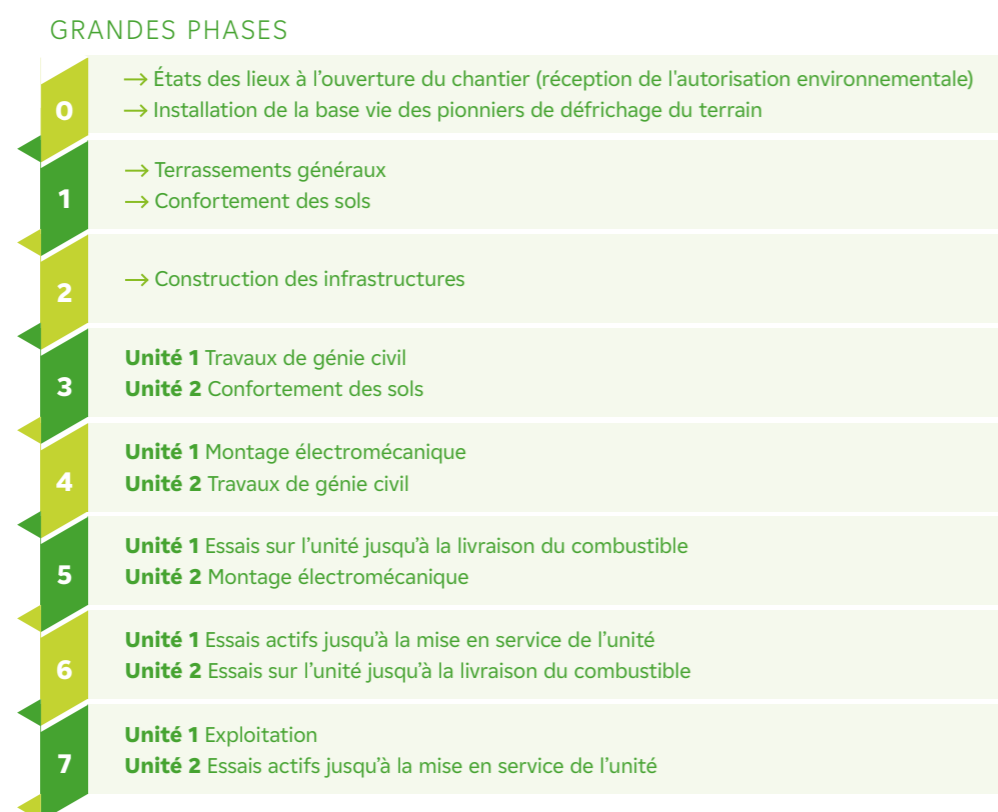 GRANDES PHASES
0
→ États des lieux à l'ouverture du chantier (réception de l'autorisation environnementale)
→ Installation de la base vie des pionniers de défrichage du terrain
1
→ Terrassements généraux
→ Confortement des sols
2
→ Construction des infrastructures
3
Unité 1 Travaux de génie civil
Unité 2 Confortement des sols
4
Unité 1 Montage électromécanique
Unité 2 Travaux de génie civil
5
Unité 1 Essais sur l'unité jusqu'à la livraison du combustible
Unité 2 Montage électromécanique
6
Unité 1 Essais actifs jusqu'à la mise en service de l'unité
Unité 2 Essais sur l'unité jusqu'à la livraison du combustible
7
Unité 1 Exploitation
Unité 2 Essais actifs jusqu'à la mise en service de l'unité